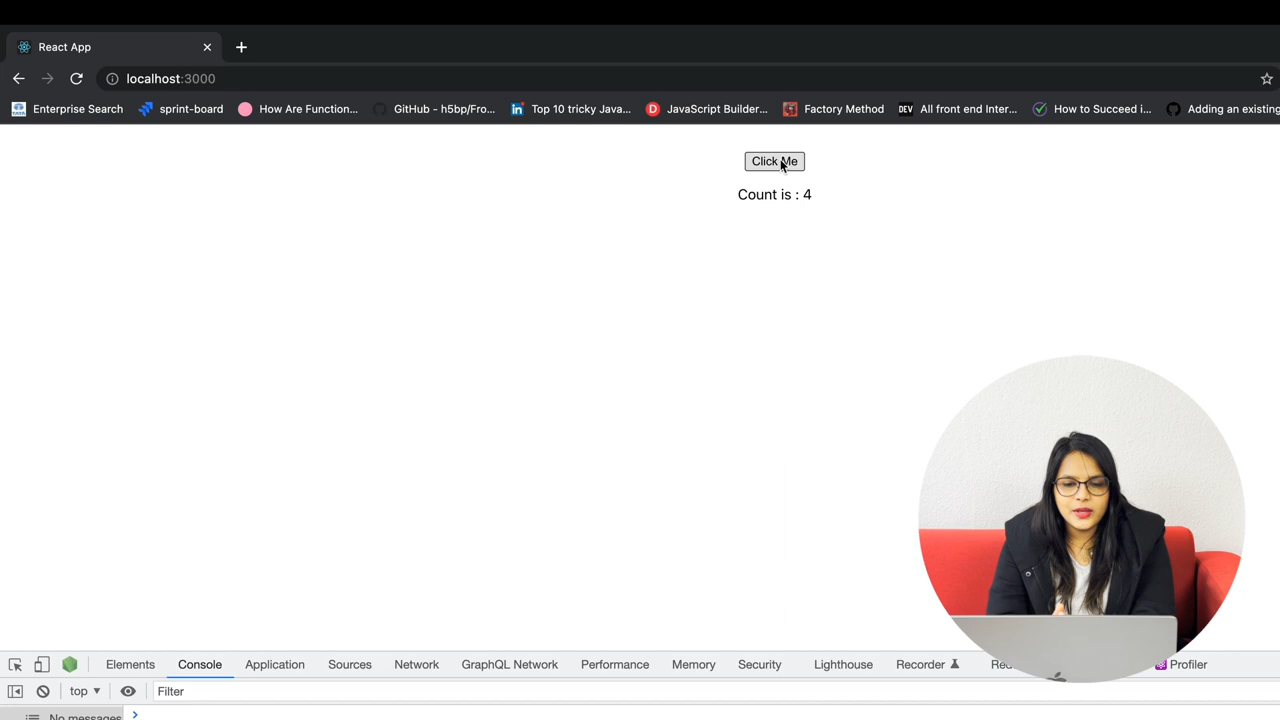 React App
localhost:3000
Enterprise Search sprint-board How Are Function... GitHub - h5bp/Fro... Top 10 tricky Java... JavaScript Builder... Factory Method DEV All front end Inter... How to Succeed i... Adding an existing
Click Me
Count is : 4
Elements Console Application Sources Network GraphQL Network Performance Memory Security Lighthouse Recorder Profiler
top Filter
No messages